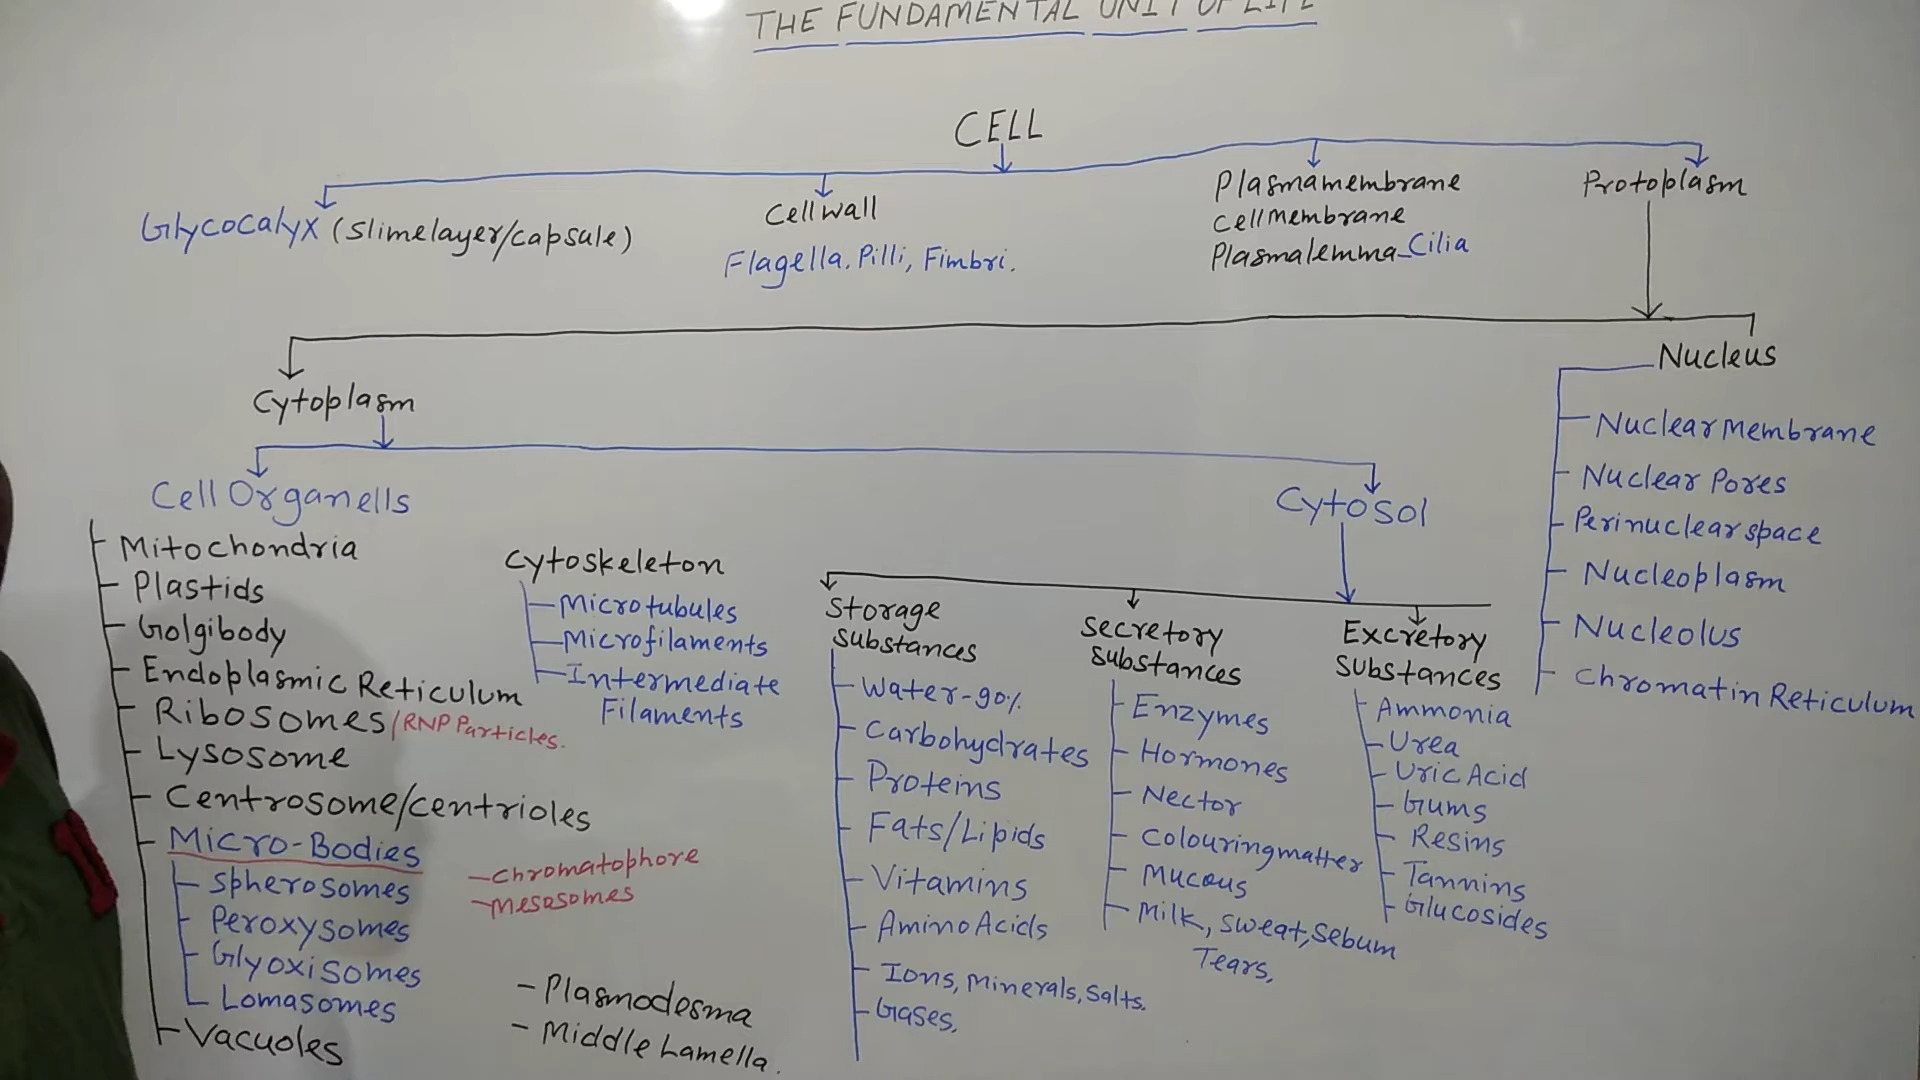 THE FUNDAMENTAL UNIT OF LIFE
CELL
Glycocalyx (slimelayer/capsule)
Cellwall
Flagella. Pilli, Fimbri.
Plasmamembrane
cellmembrane
Plasmalemma-Cilia
Protoplasm
Cytoplasm
Nucleus
Nuclear Membrane
Nuclear Pores
Perinuclear space
Nucleoplasm
Nucleolus
Chromatin Reticulum
Cell Organells
Mitochondria
Plastids
Golgibody
Endoplasmic Reticulum
Ribosomes/RNP Particles.
Lysosome
Centrosome/centrioles
Micro-Bodies
Spherosomes
Peroxysomes
Glyoxisomes
Lomasomes
Vacuoles
Cytoskeleton
Microtubules
Microfilaments
Intermediate
Filaments
-Chromatophore
-Mesosomes
- Plasmodesma
- Middle Lamella.
Cytosol
Storage
Substances
Water-90%
Carbohydrates
Proteins
Fats/Lipids
Vitamins
Amino Acids
Ions, Minerals, Salts.
Gases,
Secretory
Substances
Enzymes
Hormones
Nector
Colouringmatter
Mucous
Milk, Sweat, Sebum
Tears,
Excretory
Substances
Ammonia
Urea
Uric Acid
Gums
Resins
Tannins
Glucosides